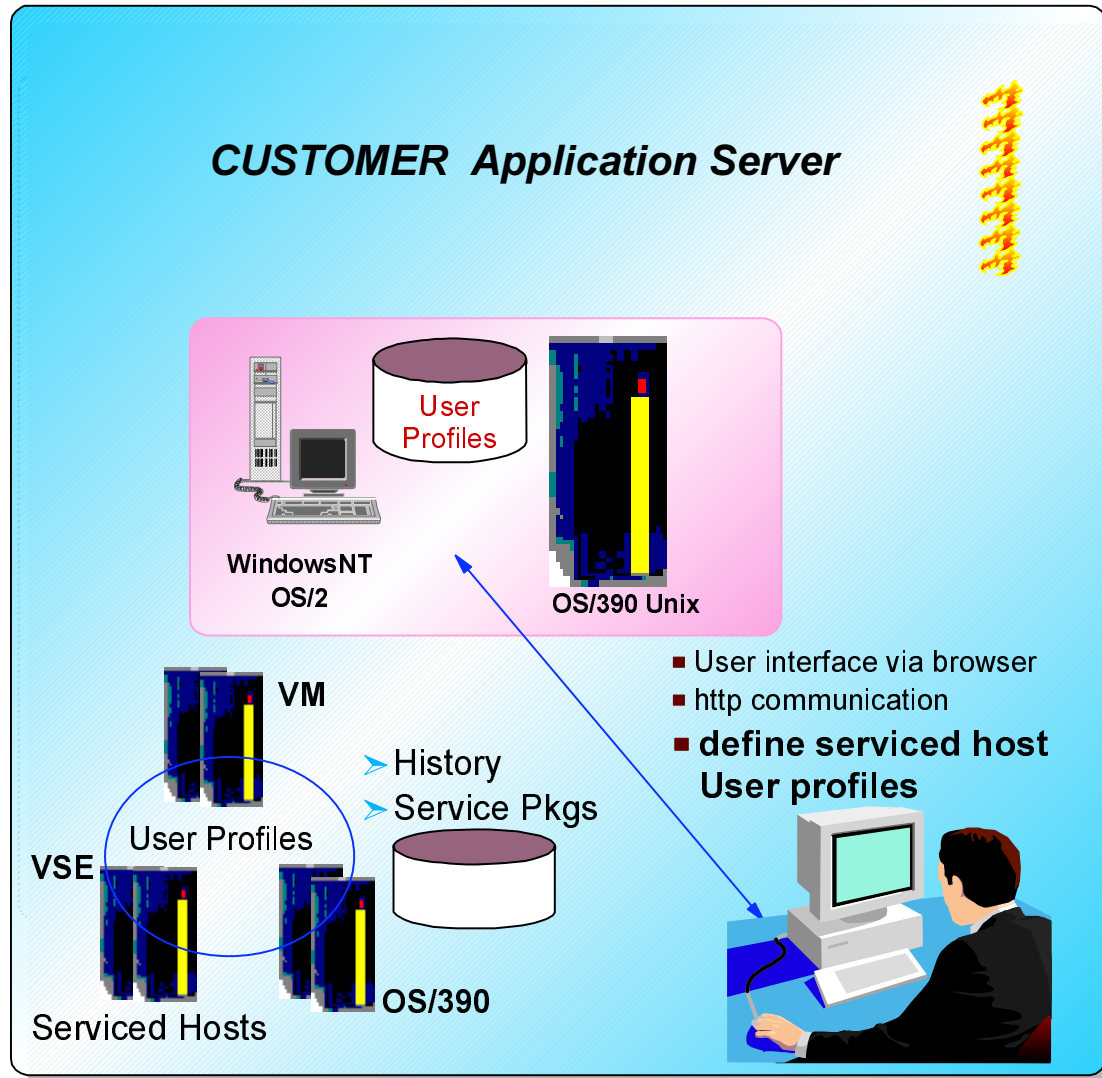 CUSTOMER Application Server
User
Profiles
WindowsNT
OS/2
OS/390 Unix
User interface via browser
http communication
define serviced host
User profiles
VM
History
Service Pkgs
User Profiles
VSE
OS/390
Serviced Hosts